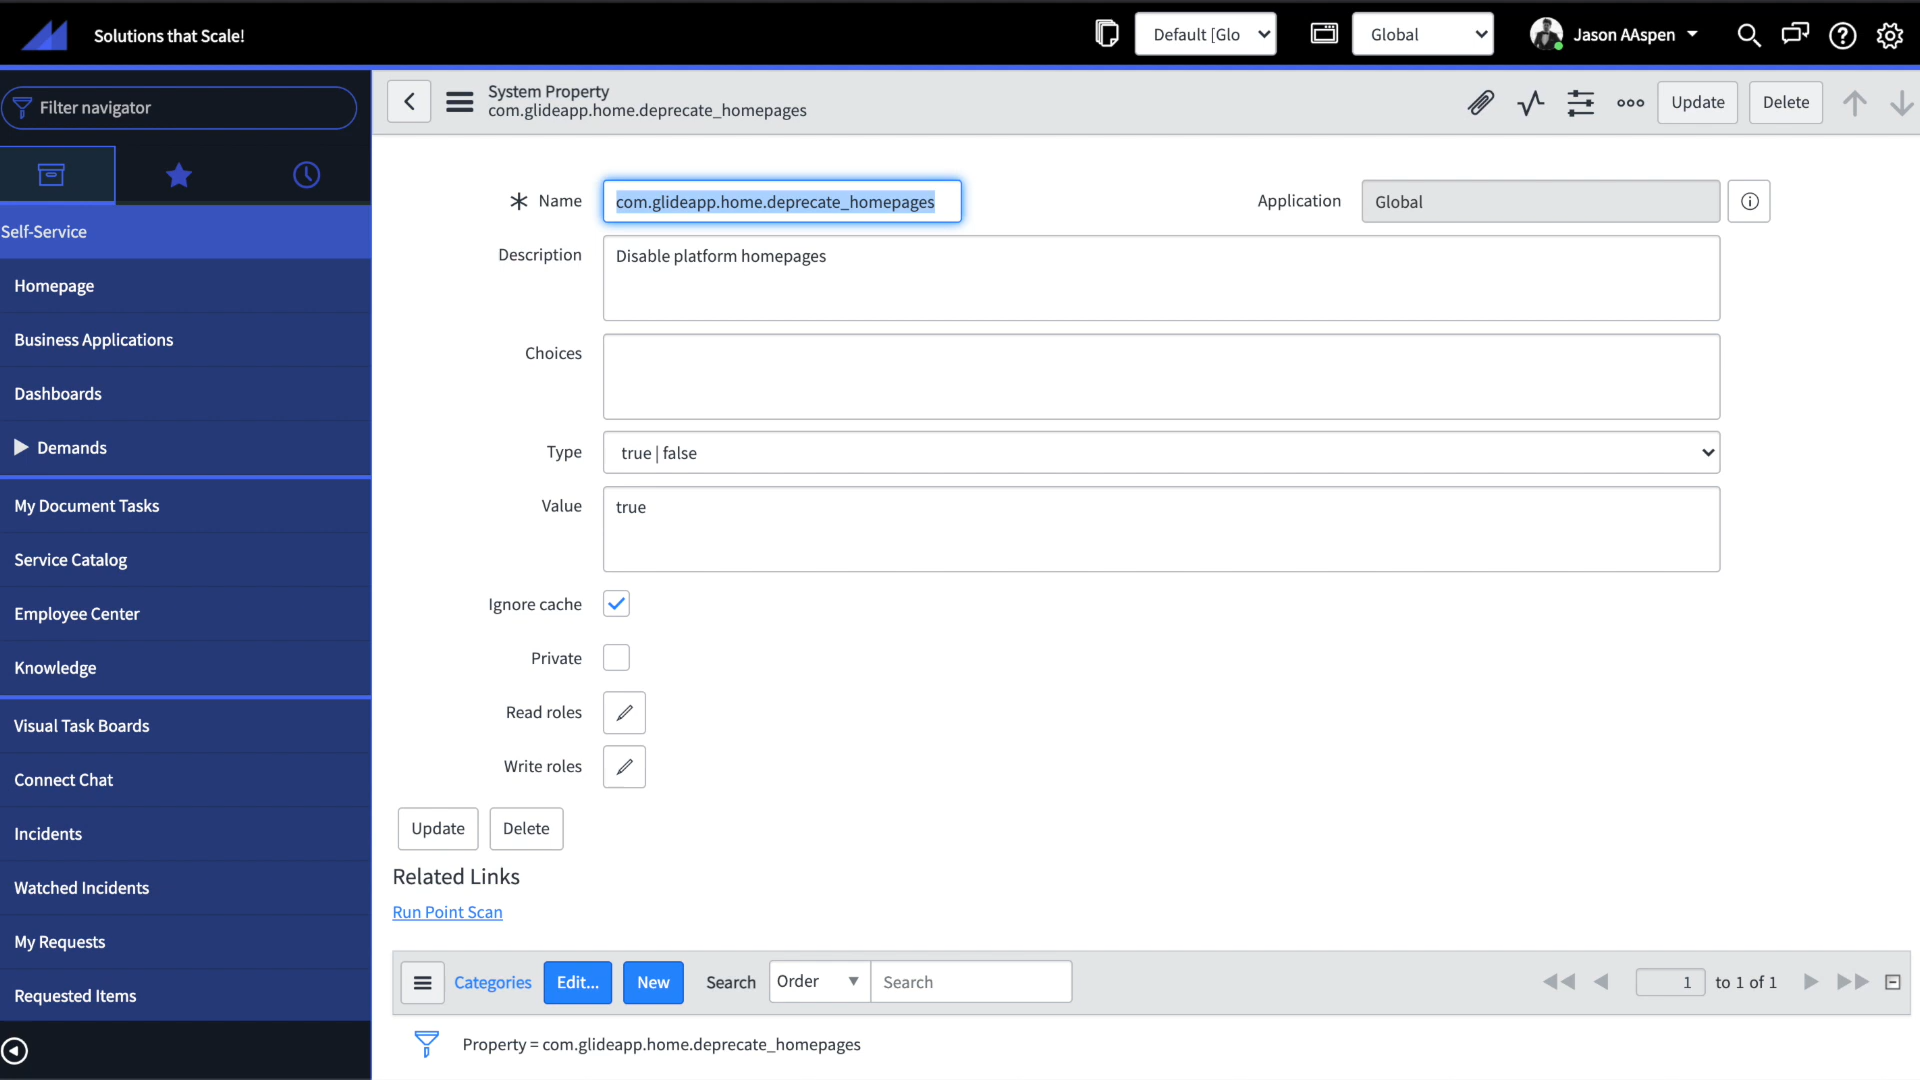 Solutions that Scale!
Default [Glo
Global
Jason AAspen
Filter navigator
Self-Service
Homepage
Business Applications
Dashboards
Demands
My Document Tasks
Service Catalog
Employee Center
Knowledge
Visual Task Boards
Connect Chat
Incidents
Watched Incidents
My Requests
Requested Items
System Property
com.glideapp.home.deprecate_homepages
Update
Delete
Name
com.glideapp.home.deprecate_homepages
Application
Global
Description
Disable platform homepages
Choices
Type
true | false
Value
true
Ignore cache
Private
Read roles
Write roles
Update
Delete
Related Links
Run Point Scan
Categories
Edit...
New
Search
Order
Search
1
to 1 of 1
Property = com.glideapp.home.deprecate_homepages